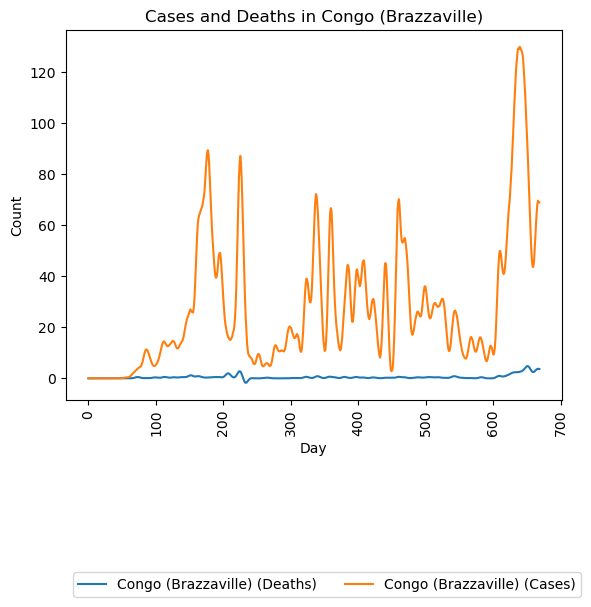 Cases and Deaths in Congo (Brazzaville)
Count
120
100
80
60
40
20
0
0 100 200 300 400 500 600 700
Day
Congo (Brazzaville) (Deaths) Congo (Brazzaville) (Cases)